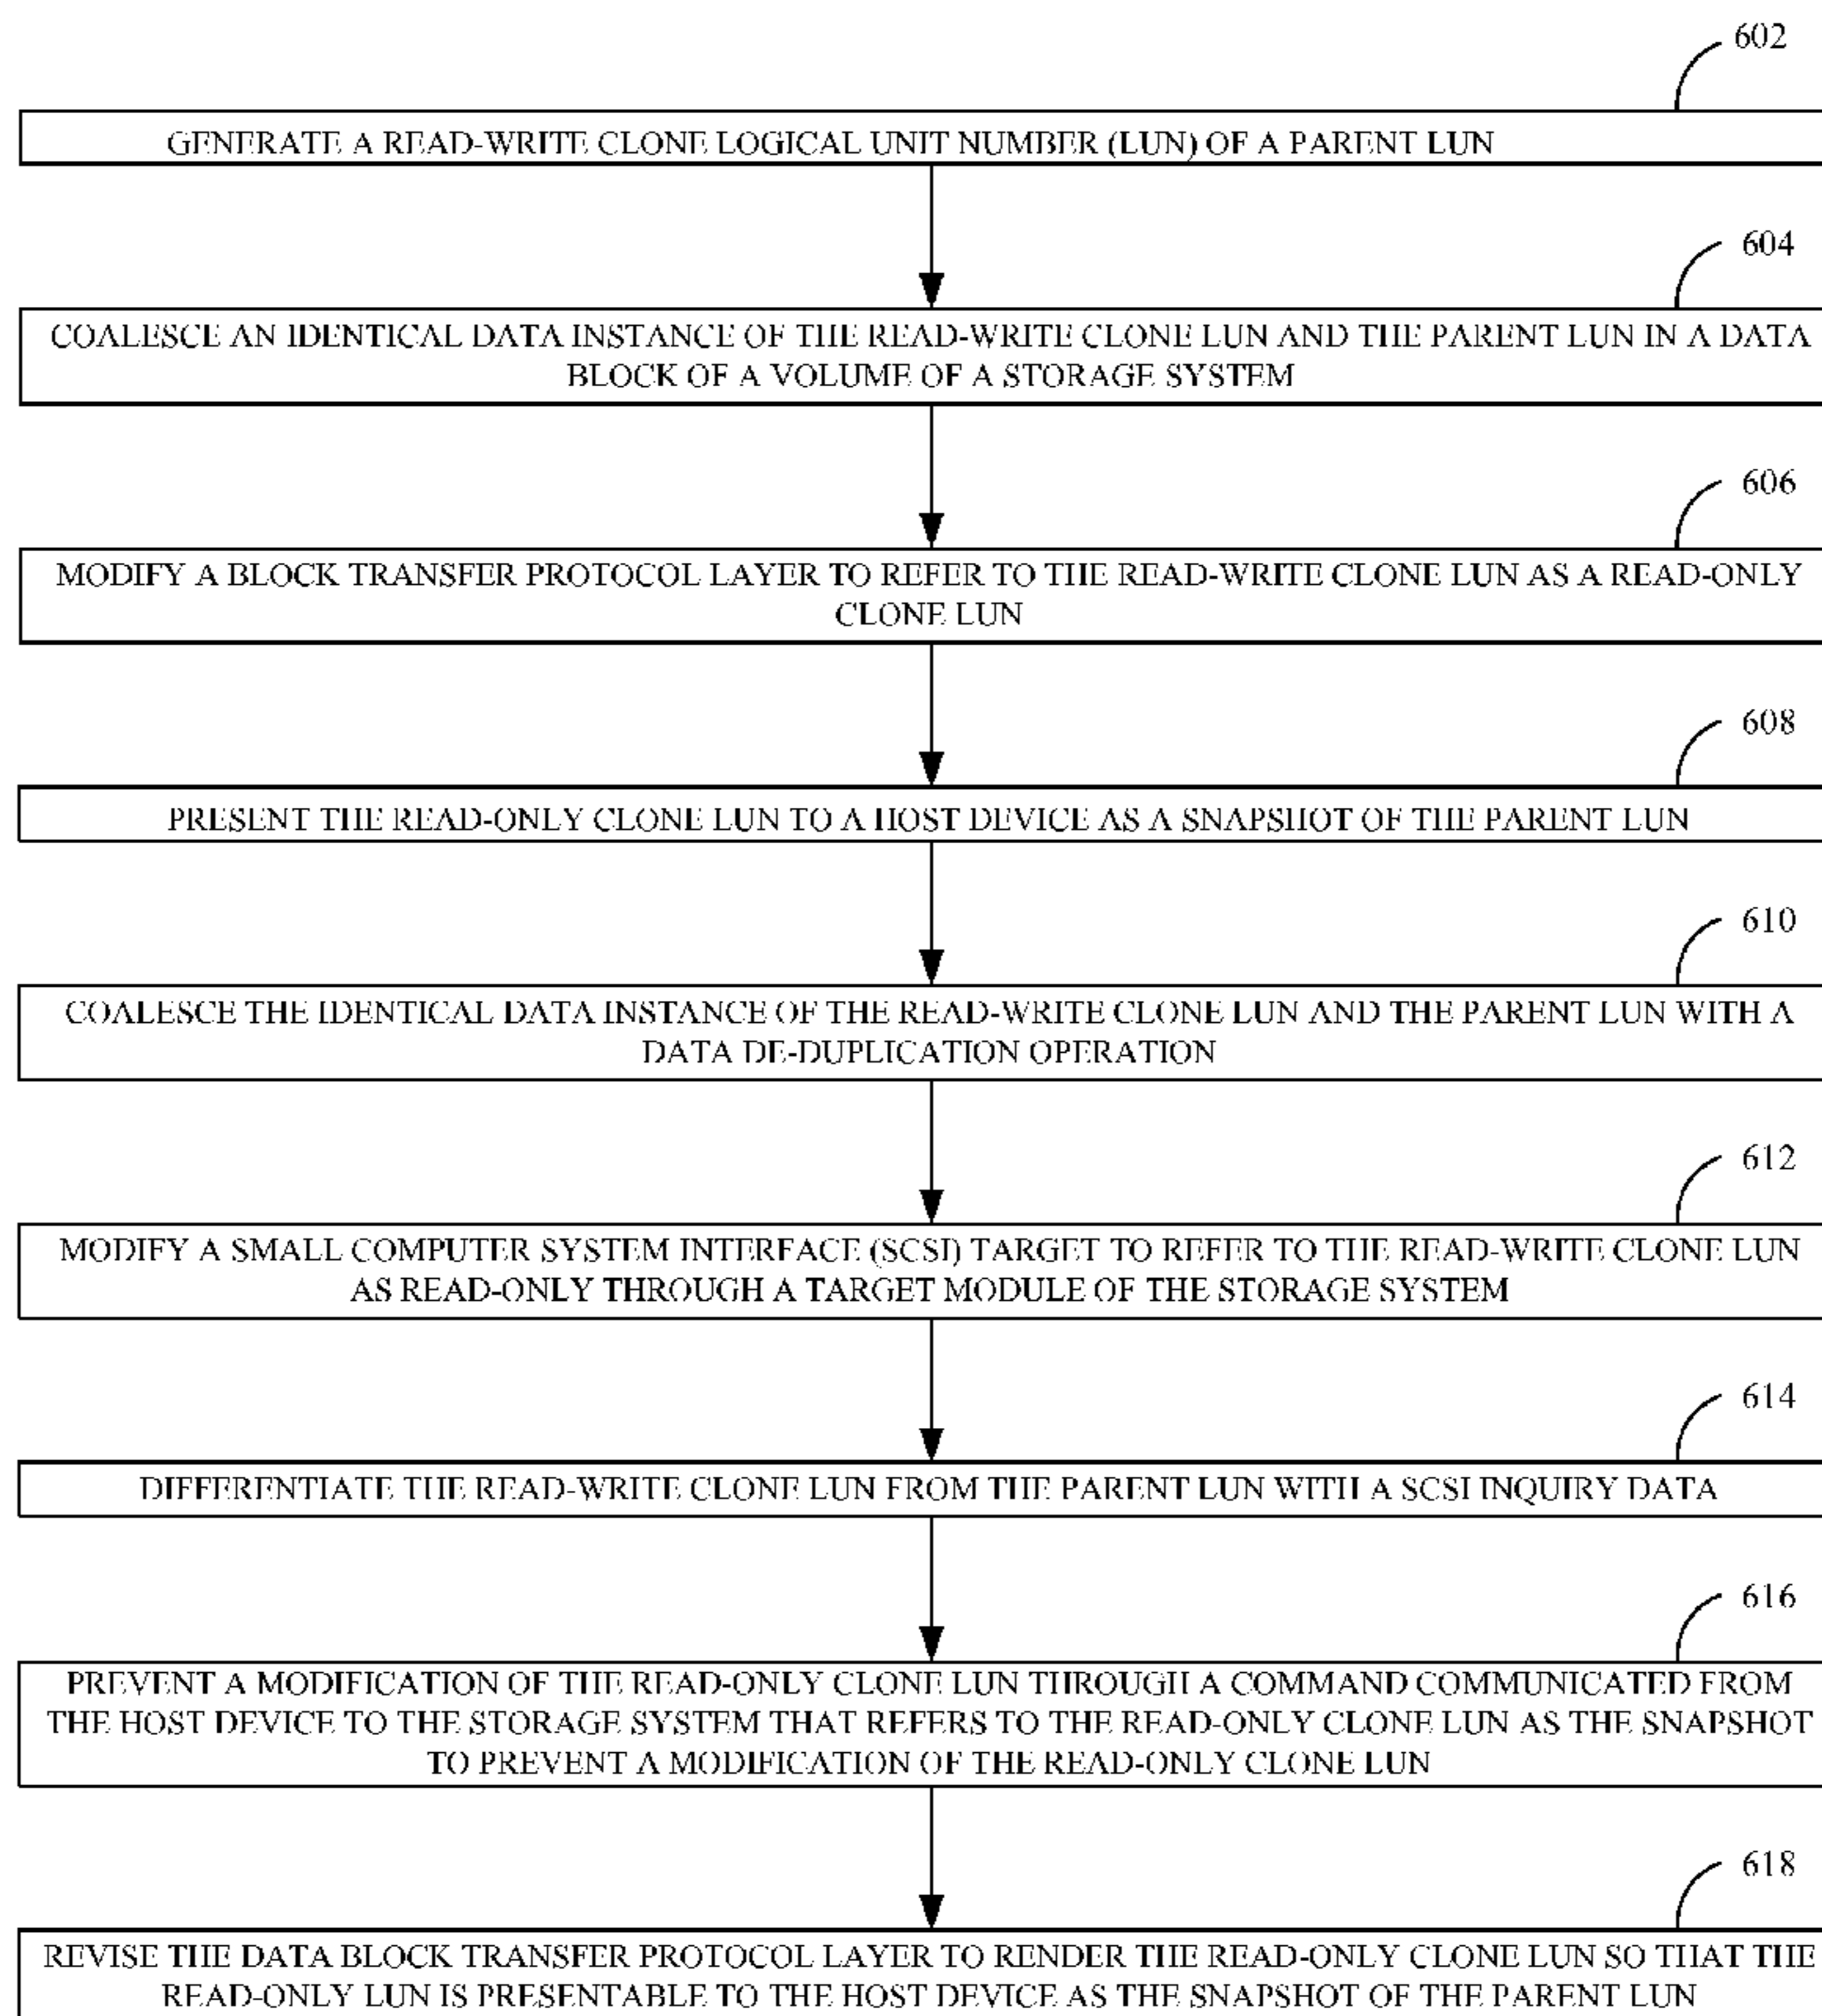 602
GENERATE A READ-WRITE CLONE LOGICAL UNIT NUMBER (LUN) OF A PARENT LUN
604
COALESCE AN IDENTICAL DATA INSTANCE OF THE READ-WRITE CLONE LUN AND THE PARENT LUN IN A DATA
BLOCK OF A VOLUME OF A STORAGE SYSTEM
606
MODIFY A BLOCK TRANSFER PROTOCOL LAYER TO REFER TO THE READ-WRITE CLONE LUN AS A READ-ONLY
CLONE LUN
608
PRESENT THE READ-ONLY CLONE LUN TO A HOST DEVICE AS A SNAPSHOT OF THE PARENT LUN
610
COALESCE THE IDENTICAL DATA INSTANCE OF THE READ-WRITE CLONE LUN AND THE PARENT LUN WITH A
DATA DE-DUPLICATION OPERATION
612
MODIFY A SMALL COMPUTER SYSTEM INTERFACE (SCSI) TARGET TO REFER TO THE READ-WRITE CLONE LUN
AS READ-ONLY THROUGH A TARGET MODULE OF THE STORAGE SYSTEM
614
DIFFERENTIATE THE READ-WRITE CLONE LUN FROM THE PARENT LUN WITH A SCSI INQUIRY DATA
616
PREVENT A MODIFICATION OF THE READ-ONLY CLONE LUN THROUGH A COMMAND COMMUNICATED FROM
THE HOST DEVICE TO THE STORAGE SYSTEM THAT REFERS TO THE READ-ONLY CLONE LUN AS THE SNAPSHOT
TO PREVENT A MODIFICATION OF THE READ-ONLY CLONE LUN
618
REVISE THE DATA BLOCK TRANSFER PROTOCOL LAYER TO RENDER THE READ-ONLY CLONE LUN SO THAT THE
READ-ONLY LUN IS PRESENTABLE TO THE HOST DEVICE AS THE SNAPSHOT OF THE PARENT LUN